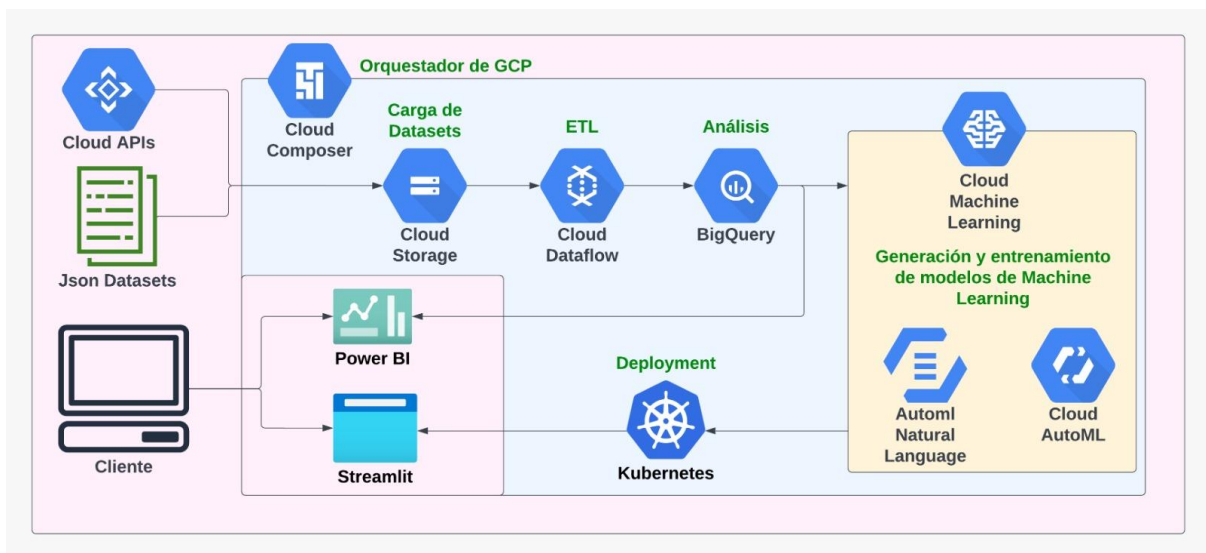 Orquestador de GCP
Cloud APIs
Cloud
Composer
Carga de
Datasets
ETL
Análisis
Cloud
Storage
Cloud
Dataflow
BigQuery
Cloud
Machine
Learning
Json Datasets
Generación y entrenamiento
de modelos de Machine
Learning
Power BI
Deployment
Automl
Natural
Language
Cloud
AutoML
Cliente
Streamlit
Kubernetes